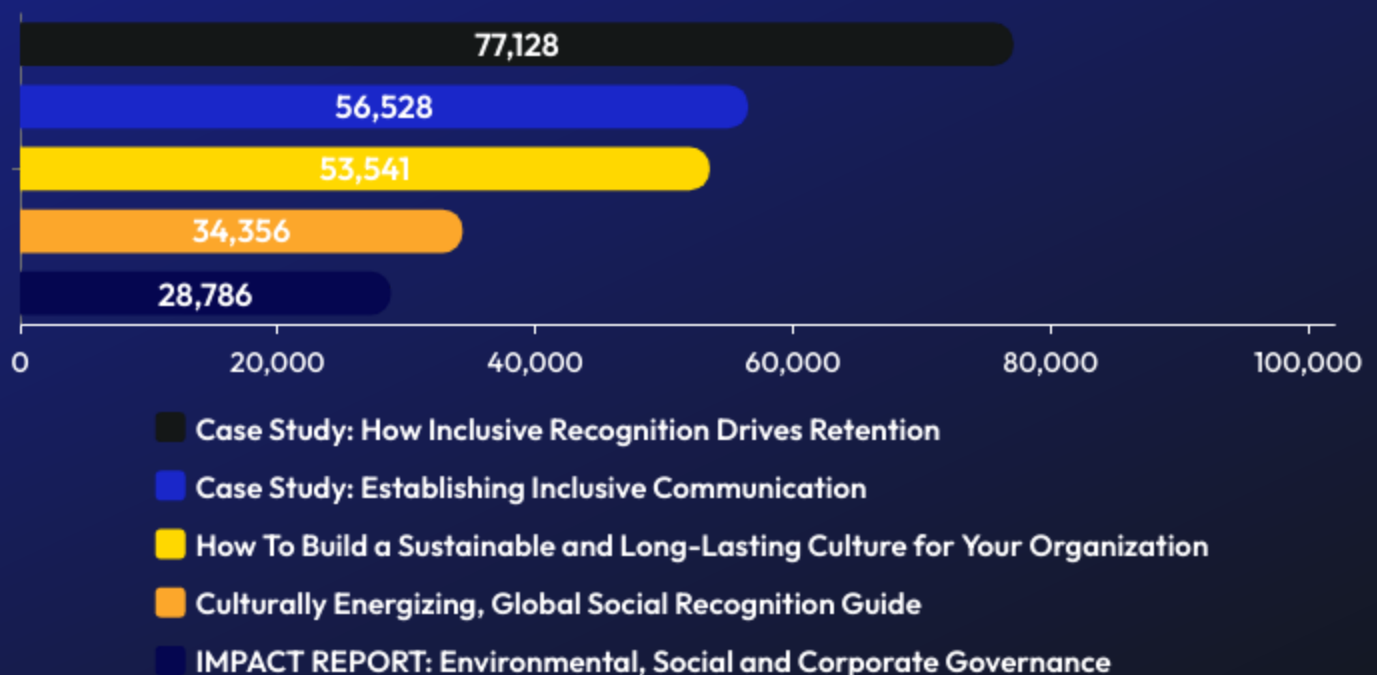 77,128
56,528
53,541
34,356
28,786
0 20,000 40,000 60,000 80,000 100,000
Case Study: How Inclusive Recognition Drives Retention
Case Study: Establishing Inclusive Communication
How To Build a Sustainable and Long-Lasting Culture for Your Organization
Culturally Energizing, Global Social Recognition Guide
IMPACT REPORT: Environmental, Social and Corporate Governance